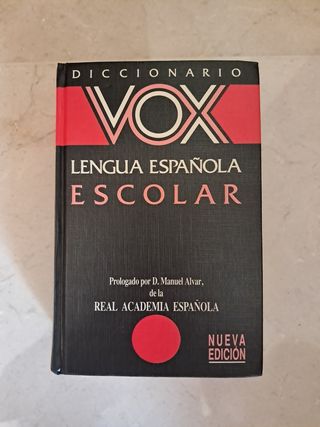 DICCIONARIO
VOX
LENGUA ESPAÑOLA
ESCOLAR
Prologado por D. Manuel Alvar,
de la
REAL ACADEMIA ESPAÑOLA
NUEVA
EDICIÓN